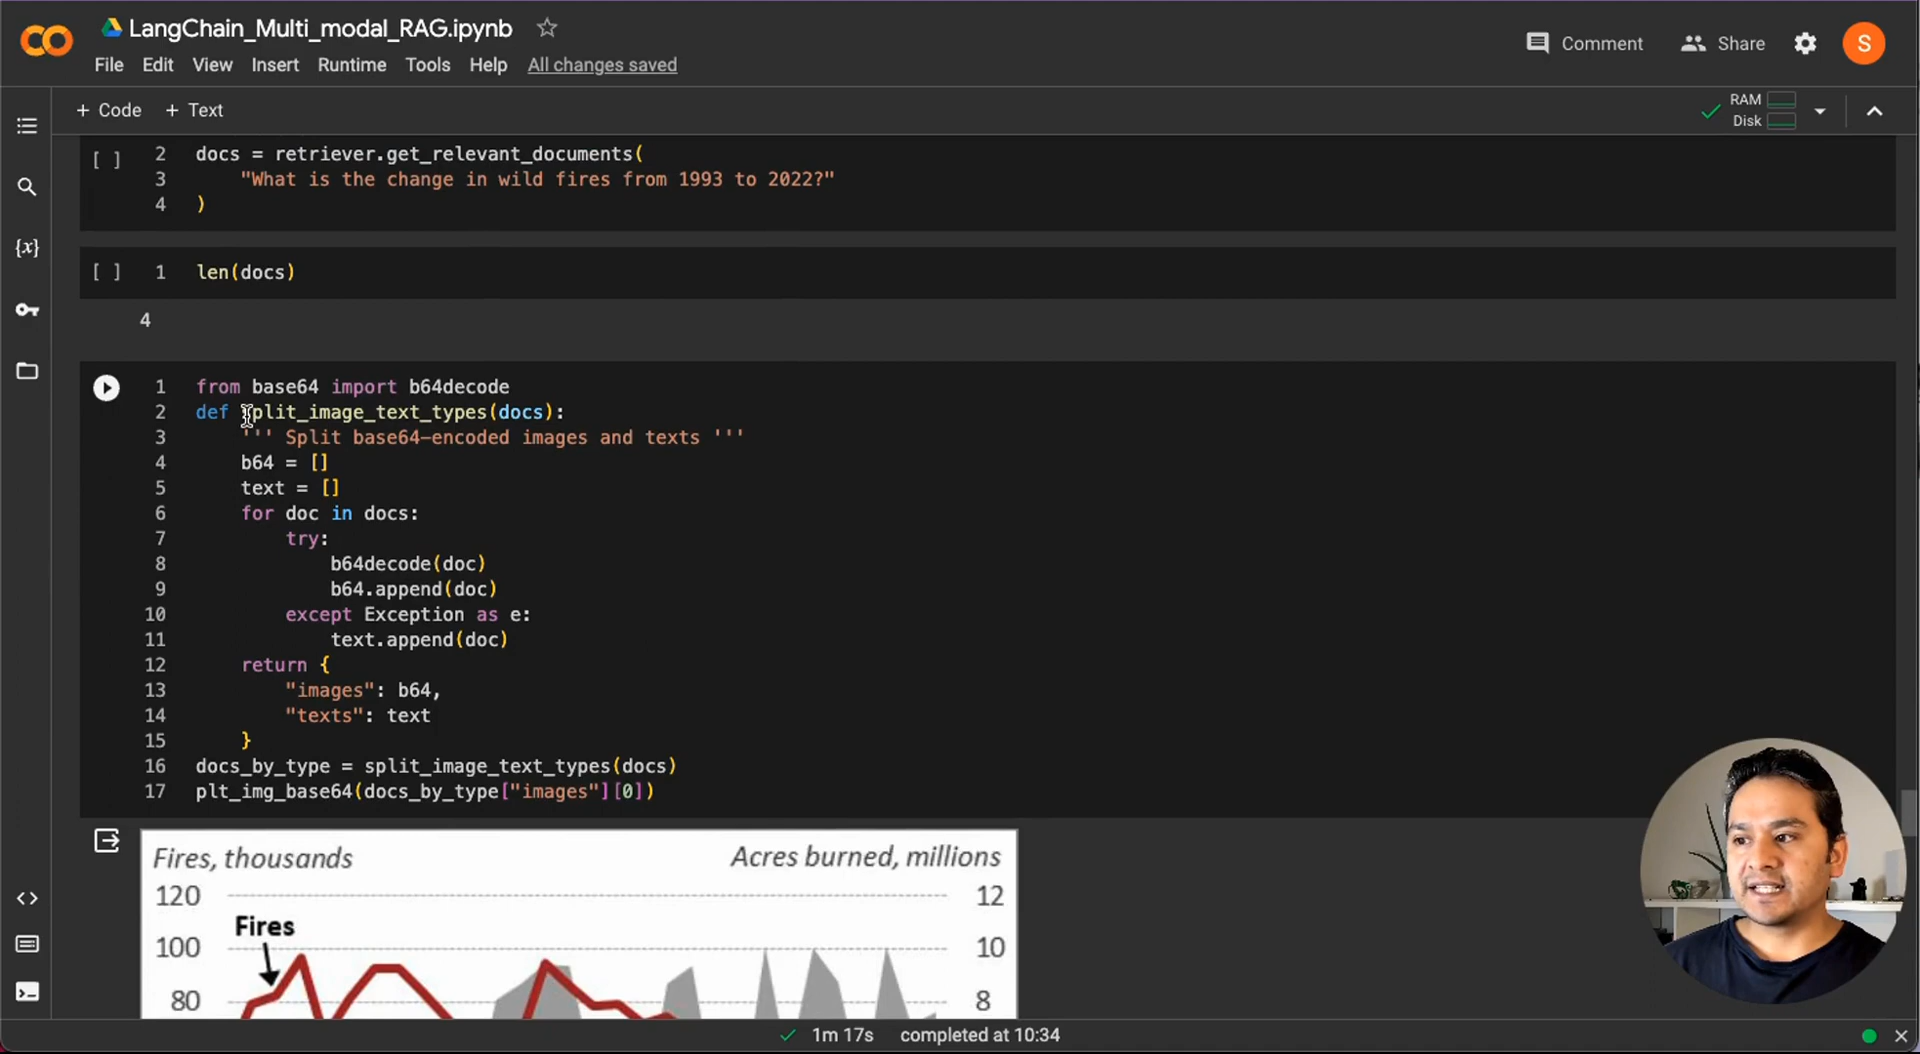 LangChain_Multi_modal_RAG.ipynb
Comment
Share
S
File Edit View Insert Runtime Tools Help All changes saved
+ Code + Text
RAM
Disk
[ ]
2 docs = retriever.get_relevant_documents(
3 "What is the change in wild fires from 1993 to 2022?"
4 )
[ ] 1 len(docs)
4
1 from base64 import b64decode
2 def split_image_text_types(docs):
3 ''' Split base64-encoded images and texts '''
4 b64 = []
5 text = []
6 for doc in docs:
7 try:
8 b64decode(doc)
9 b64.append(doc)
10 except Exception as e:
11 text.append(doc)
12 return {
13 "images": b64,
14 "texts": text
15 }
16 docs_by_type = split_image_text_types(docs)
17 plt_img_base64(docs_by_type["images"][0])
Fires, thousands Acres burned, millions
120 12
Fires
100 10
80 8
1m 17s completed at 10:34